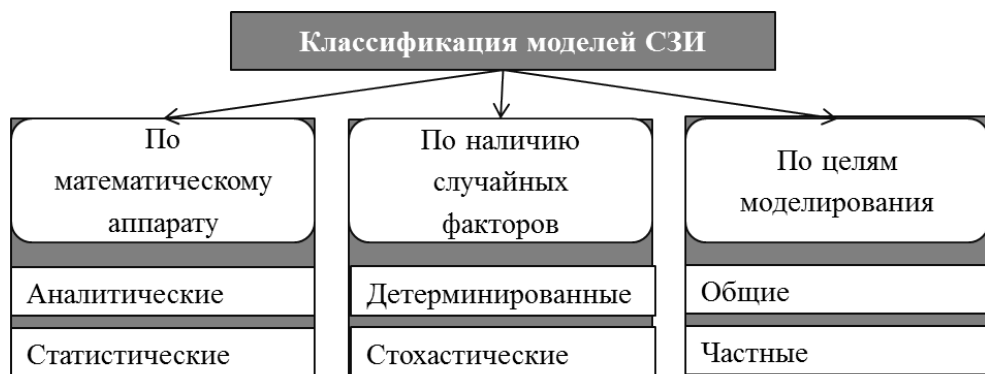 Классификация моделей СЗИ
По
математическому
аппарату
Аналитические
Статистические
По наличию
случайных
факторов
Детерминированные
Стохастические
По целям
моделирования
Общие
Частные